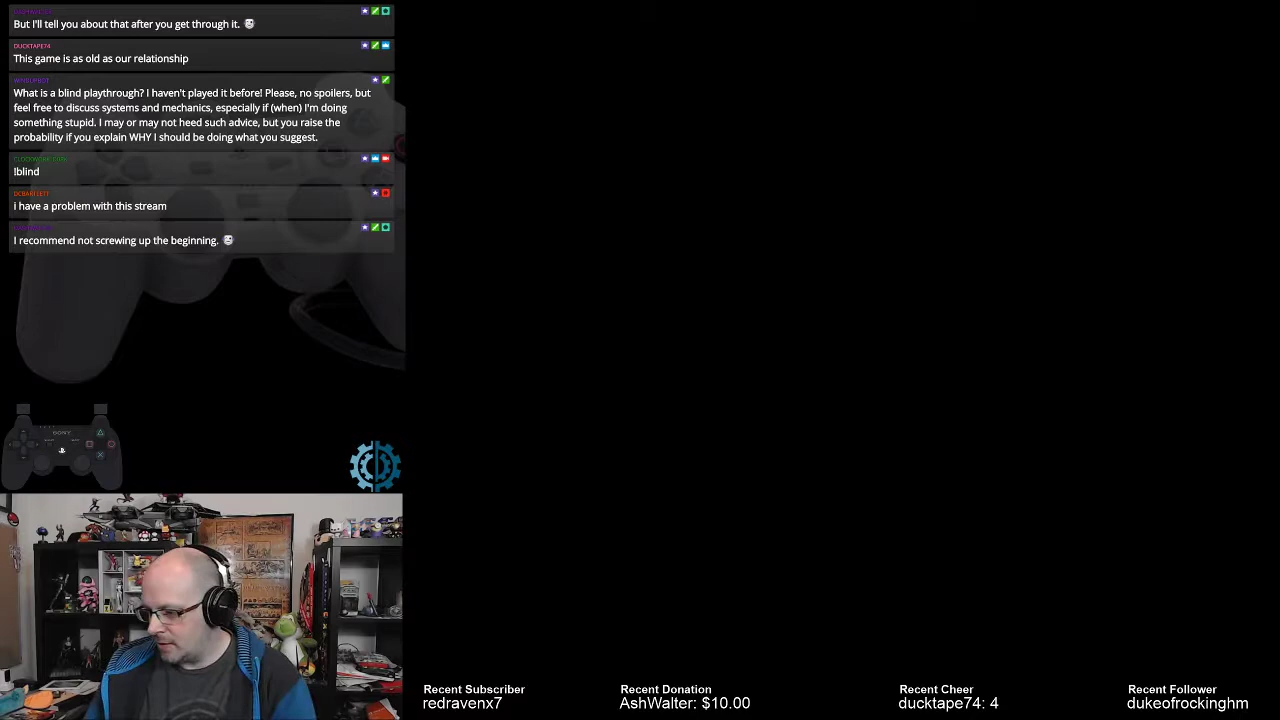 But I'll tell you about that after you get through it.
DUCKTAPE74
This game is as old as our relationship
What is a blind playthrough? I haven't played it before! Please, no spoilers, but
feel free to discuss systems and mechanics, especially if (when) I'm doing
something stupid. I may or may not heed such advice, but you raise the
probability if you explain WHY I should be doing what you suggest.
!blind
DCBARTLETT
i have a problem with this stream
I recommend not screwing up the beginning.
SONY
Recent Subscriber
redravenx7
Recent Donation
AshWalter: $10.00
Recent Cheer
ducktape74: 4
Recent Follower
dukeofrockinghm